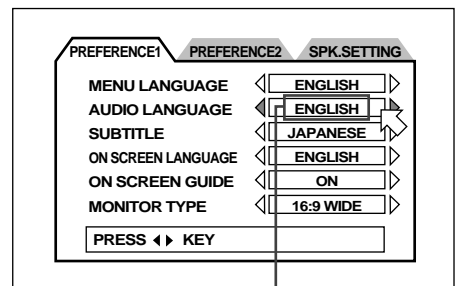 PREFERENCE1 PREFERENCE2 SPK.SETTING
MENU LANGUAGE ENGLISH
AUDIO LANGUAGE ENGLISH
SUBTITLE JAPANESE
ON SCREEN LANGUAGE ENGLISH
ON SCREEN GUIDE ON
MONITOR TYPE 16:9 WIDE
PRESS ◀ ▶ KEY